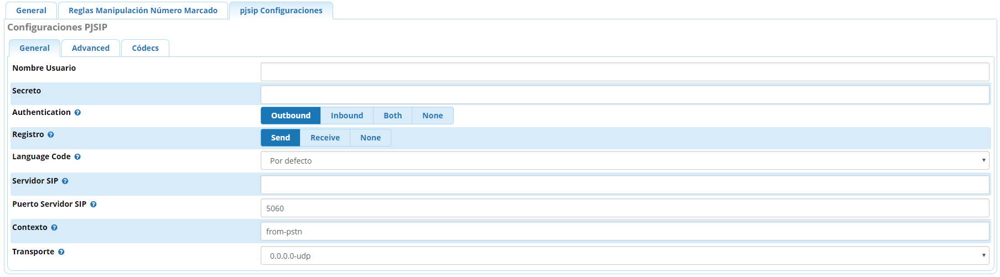 General Reglas Manipulación Número Marcado pjsip Configuraciones
Configuraciones PJSIP
General Advanced Códecs
Nombre Usuario
Secreto
Authentication Outbound Inbound Both None
Registro Send Receive None
Language Code Por defecto
Servidor SIP
Puerto Servidor SIP 5060
Contexto from-pstn
Transporte 0.0.0.0-udp